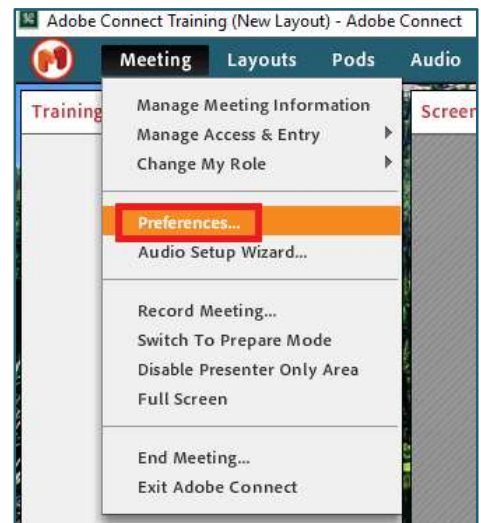 Adobe Connect Training (New Layout) - Adobe Connect
Meeting Layouts Pods Audio
Training
Screen
Manage Meeting Information
Manage Access & Entry
Change My Role
Preferences...
Audio Setup Wizard...
Record Meeting...
Switch To Prepare Mode
Disable Presenter Only Area
Full Screen
End Meeting...
Exit Adobe Connect